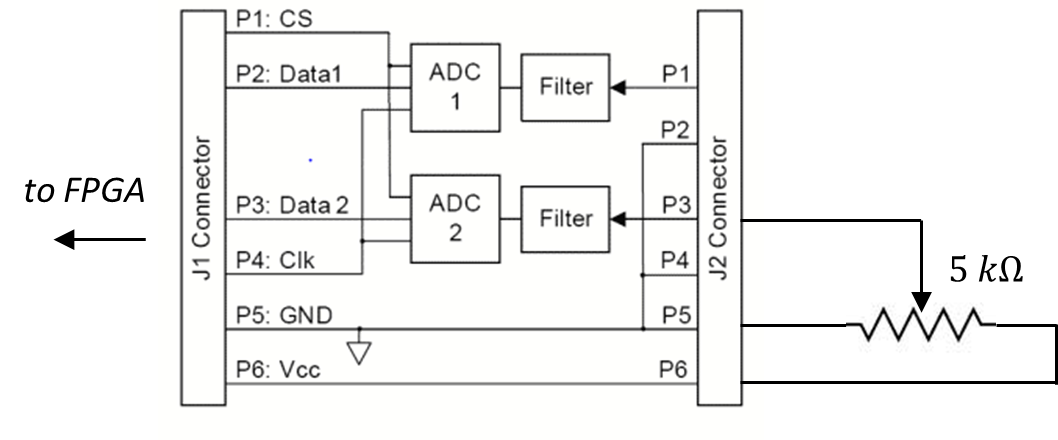 P1: CS
P2: Data1
ADC
1
Filter
P1
P2
to FPGA
J1 Connector
P3: Data 2
ADC
2
Filter
P3
J2 Connector
P4: Clk
P4
5 kΩ
P5: GND
P5
P6: Vcc
P6